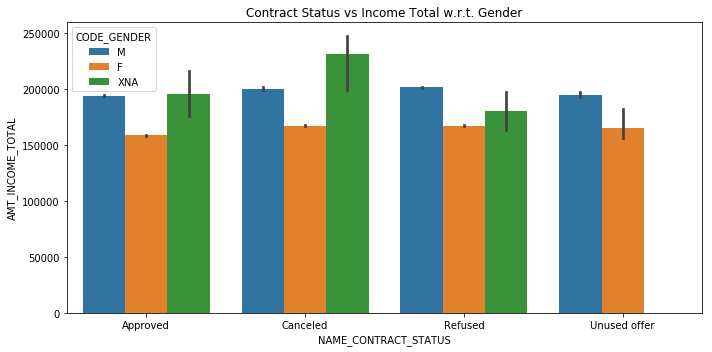 Contract Status vs Income Total w.r.t. Gender
CODE_GENDER
M
F
XNA
250000
200000
150000
100000
50000
0
AMT_INCOME_TOTAL
Approved
Canceled
Refused
Unused offer
NAME_CONTRACT_STATUS